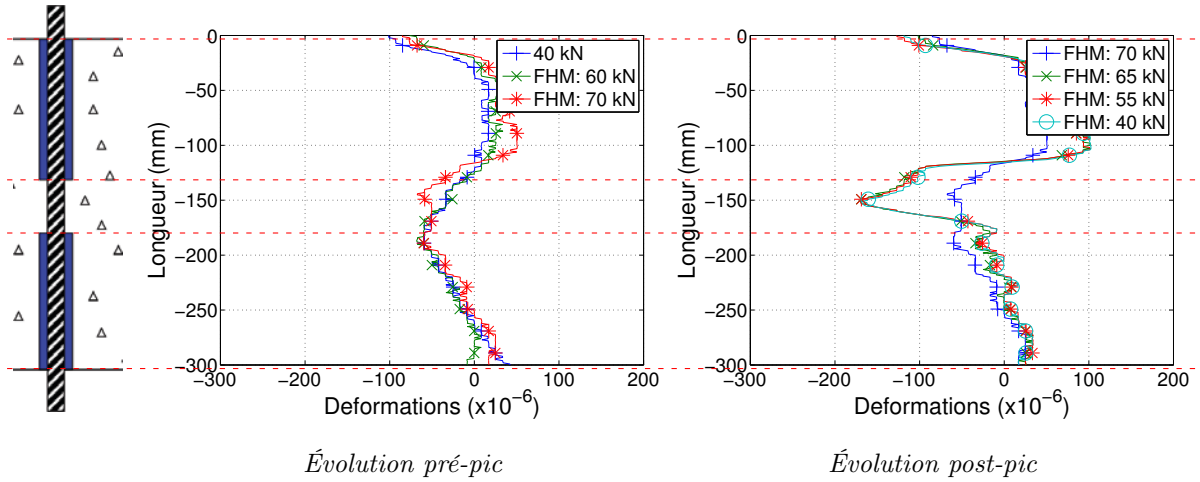 0
−50
−100
−150
−200
−250
−300
Longueur (mm)
40 kN
FHM: 60 kN
FHM: 70 kN
−300 −200 −100 0 100 200
Deformations (x10−6)
Évolution pré-pic
0
−50
−100
−150
−200
−250
−300
Longueur (mm)
FHM: 70 kN
FHM: 65 kN
FHM: 55 kN
FHM: 40 kN
−300 −200 −100 0 100 200
Deformations (x10−6)
Évolution post-pic